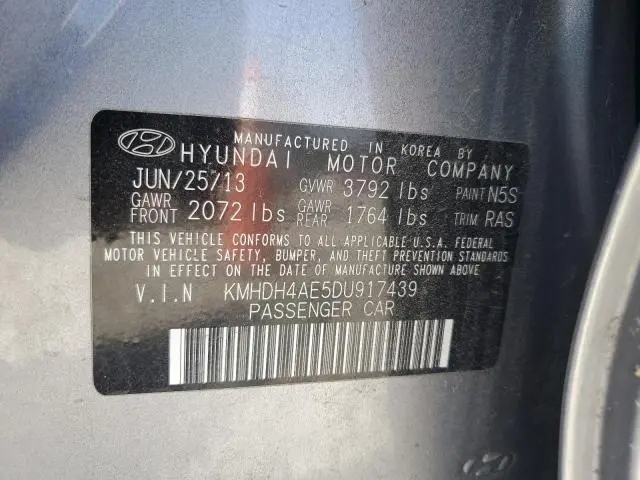 MANUFACTURED IN KOREA BY
HYUNDAI MOTOR COMPANY
JUN/25/13 GVWR 3792 lbs PAINT N5S
GAWR FRONT 2072 lbs GAWR REAR 1764 lbs TRIM RAS
THIS VEHICLE CONFORMS TO ALL APPLICABLE U.S.A. FEDERAL
MOTOR VEHICLE SAFETY, BUMPER, AND THEFT PREVENTION STANDARDS
IN EFFECT ON THE DATE OF MANUFACTURE SHOWN ABOVE
V.I.N KMHDH4AE5DU917439
PASSENGER CAR